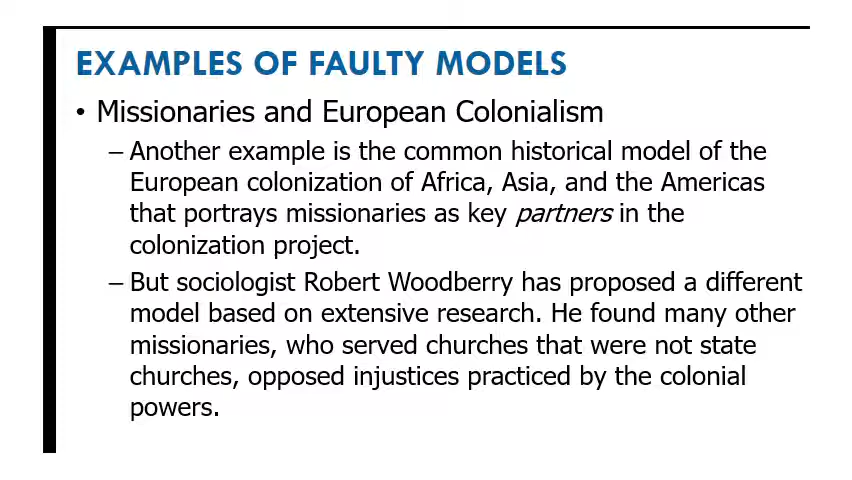 EXAMPLES OF FAULTY MODELS
• Missionaries and European Colonialism
– Another example is the common historical model of the
European colonization of Africa, Asia, and the Americas
that portrays missionaries as key partners in the
colonization project.
– But sociologist Robert Woodberry has proposed a different
model based on extensive research. He found many other
missionaries, who served churches that were not state
churches, opposed injustices practiced by the colonial
powers.